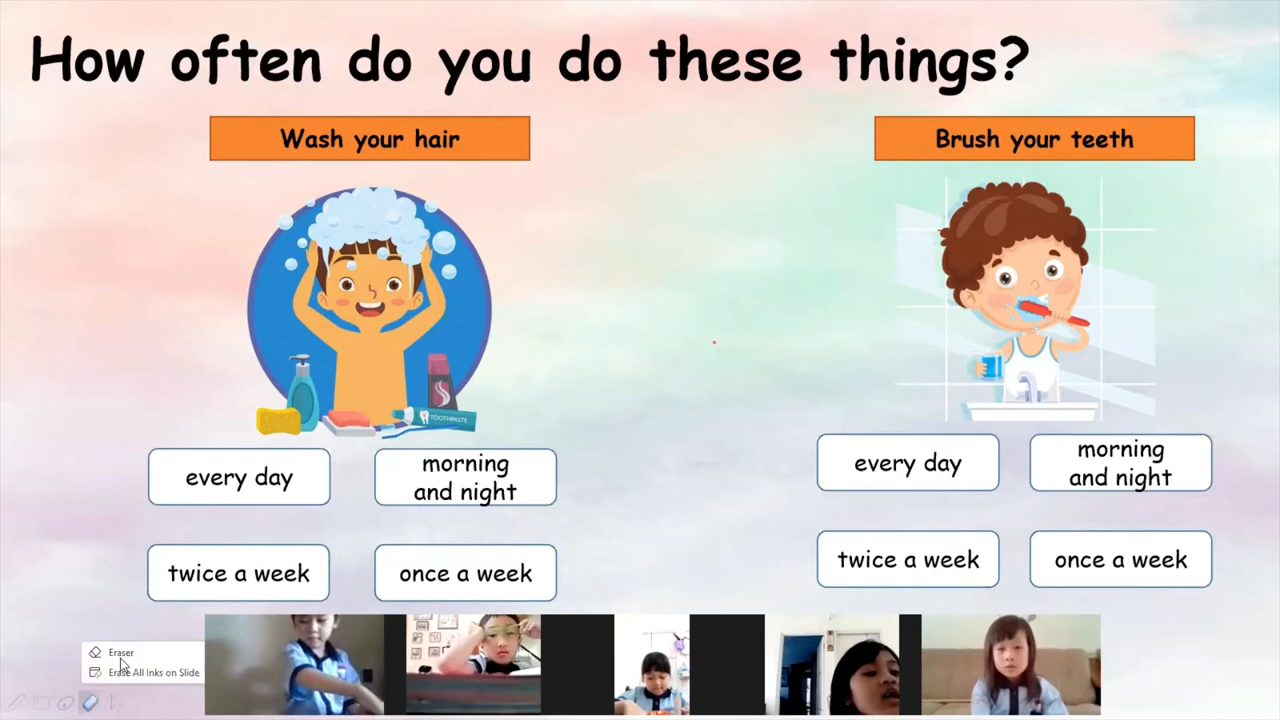 How often do you do these things?
Wash your hair
Brush your teeth
TOOTHPASTE
every day
morning
and night
twice a week
once a week
every day
morning
and night
twice a week
once a week
Eraser
Erase All Inks on Slide